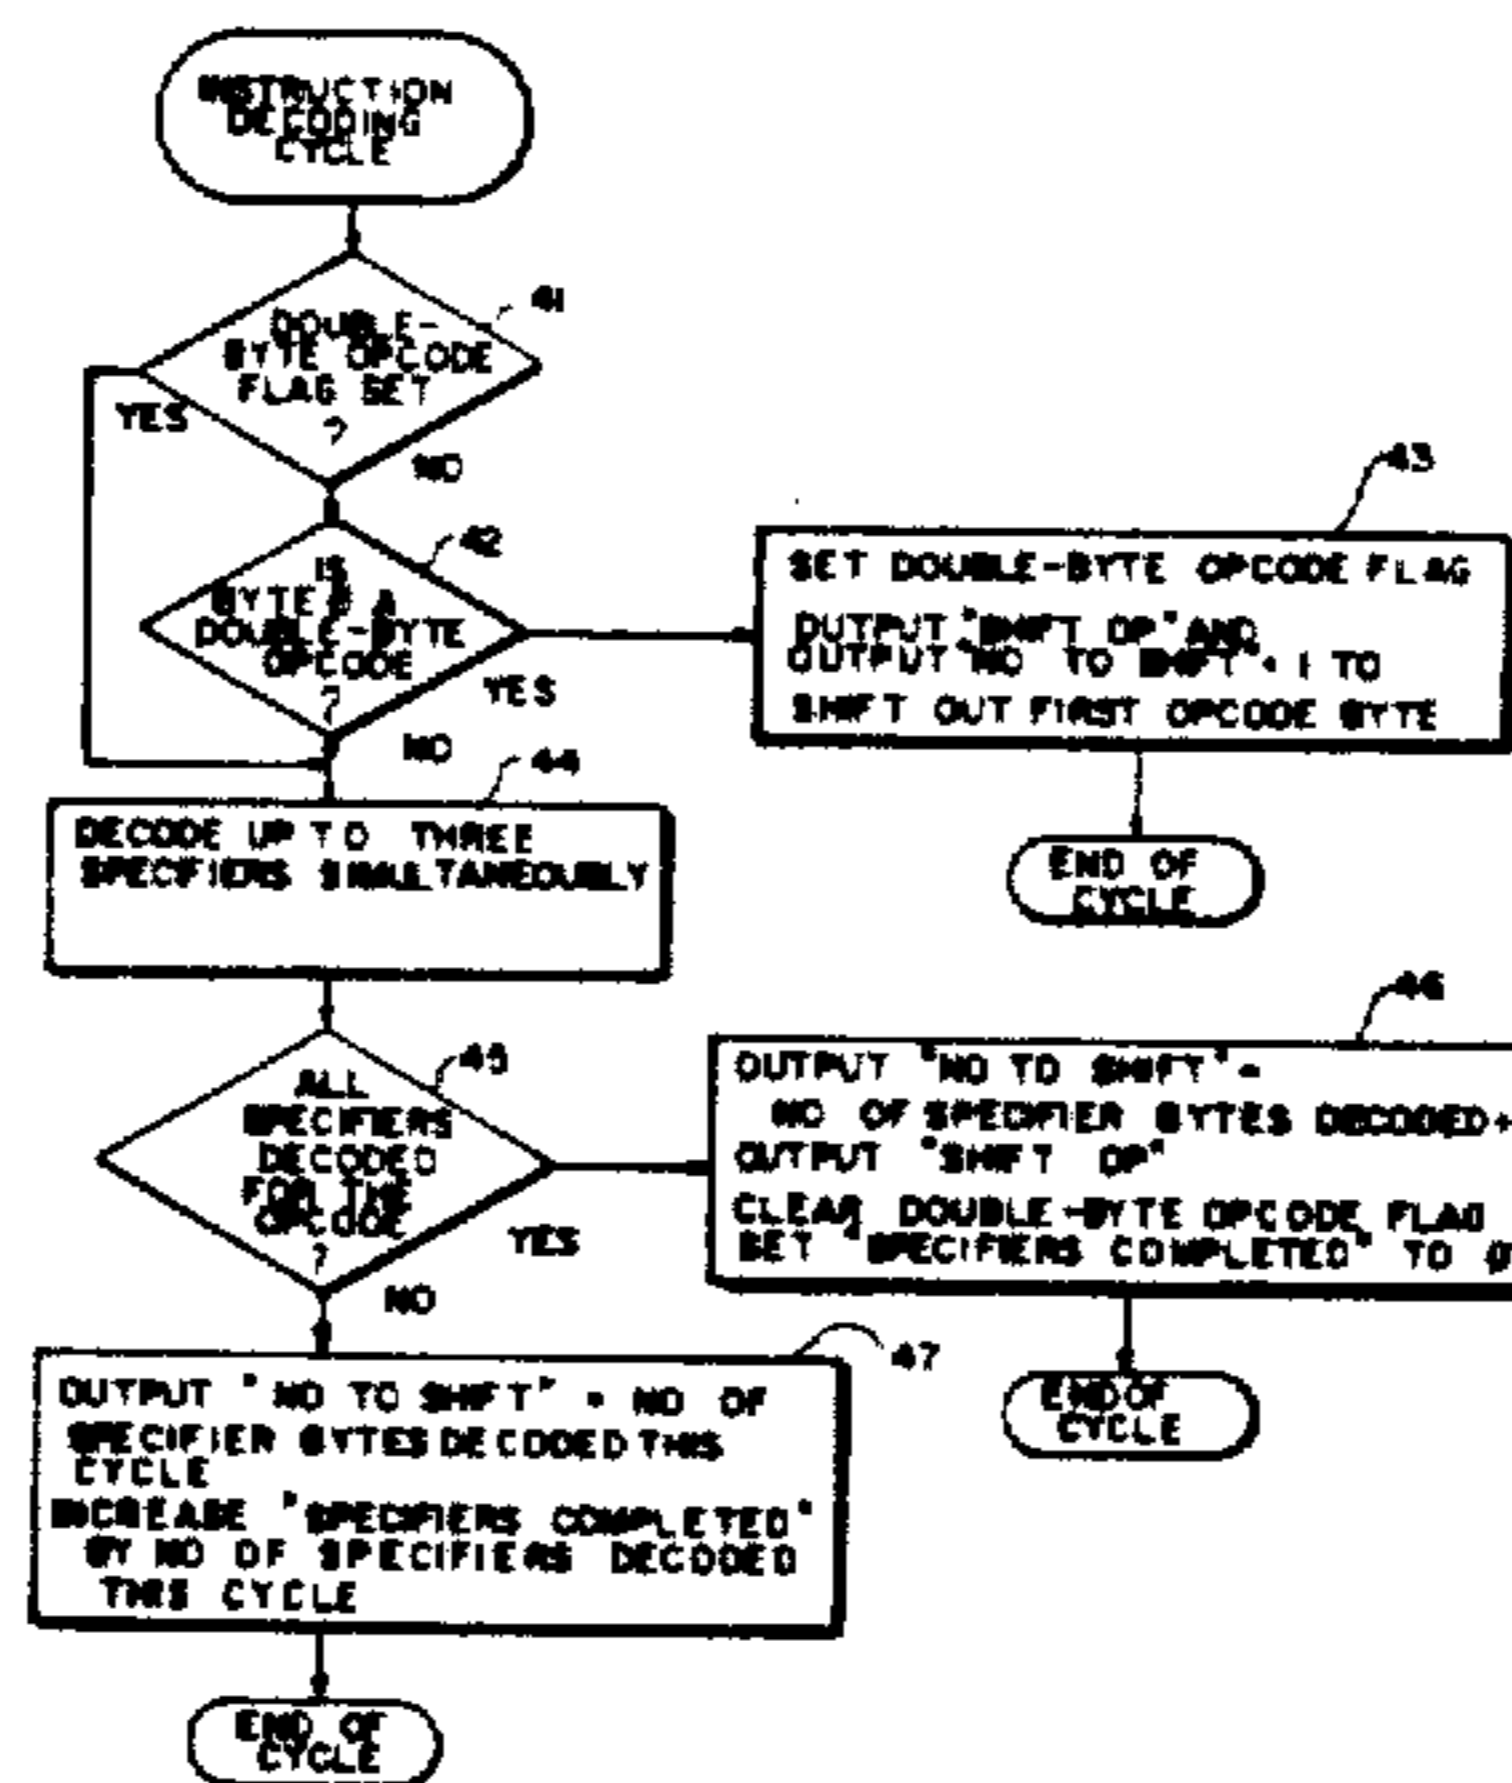 INSTRUCTION
DECODING
CYCLE
41
DOUBLE-
BYTE OPCODE
FLAG SET
?
YES
NO
42
IS
BYTE 0 A
DOUBLE-BYTE
OPCODE
?
YES
NO
43
SET DOUBLE-BYTE OPCODE FLAG
OUTPUT "SHIFT OP" AND
OUTPUT "NO TO SHIFT" = 1 TO
SHIFT OUT FIRST OPCODE BYTE
END OF
CYCLE
44
DECODE UP TO THREE
SPECIFIERS SIMULTANEOUSLY
45
ALL
SPECIFIERS
DECODED
FOR THE
OPCODE
?
YES
NO
46
OUTPUT "NO TO SHIFT" =
NO OF SPECIFIER BYTES DECODED+
OUTPUT "SHIFT OP"
CLEAR DOUBLE-BYTE OPCODE FLAG
SET "SPECIFIERS COMPLETED" TO 0
END OF
CYCLE
47
OUTPUT "NO TO SHIFT" = NO OF
SPECIFIER BYTES DECODED THIS
CYCLE
INCREASE "SPECIFIERS COMPLETED"
BY NO OF SPECIFIERS DECODED
THIS CYCLE
END OF
CYCLE